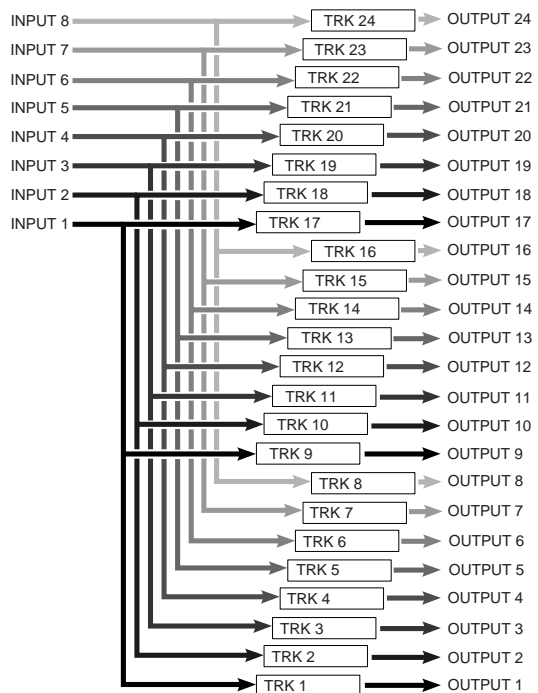 INPUT 8 TRK 24 OUTPUT 24
INPUT 7 TRK 23 OUTPUT 23
INPUT 6 TRK 22 OUTPUT 22
INPUT 5 TRK 21 OUTPUT 21
INPUT 4 TRK 20 OUTPUT 20
INPUT 3 TRK 19 OUTPUT 19
INPUT 2 TRK 18 OUTPUT 18
INPUT 1 TRK 17 OUTPUT 17
TRK 16 OUTPUT 16
TRK 15 OUTPUT 15
TRK 14 OUTPUT 14
TRK 13 OUTPUT 13
TRK 12 OUTPUT 12
TRK 11 OUTPUT 11
TRK 10 OUTPUT 10
TRK 9 OUTPUT 9
TRK 8 OUTPUT 8
TRK 7 OUTPUT 7
TRK 6 OUTPUT 6
TRK 5 OUTPUT 5
TRK 4 OUTPUT 4
TRK 3 OUTPUT 3
TRK 2 OUTPUT 2
TRK 1 OUTPUT 1